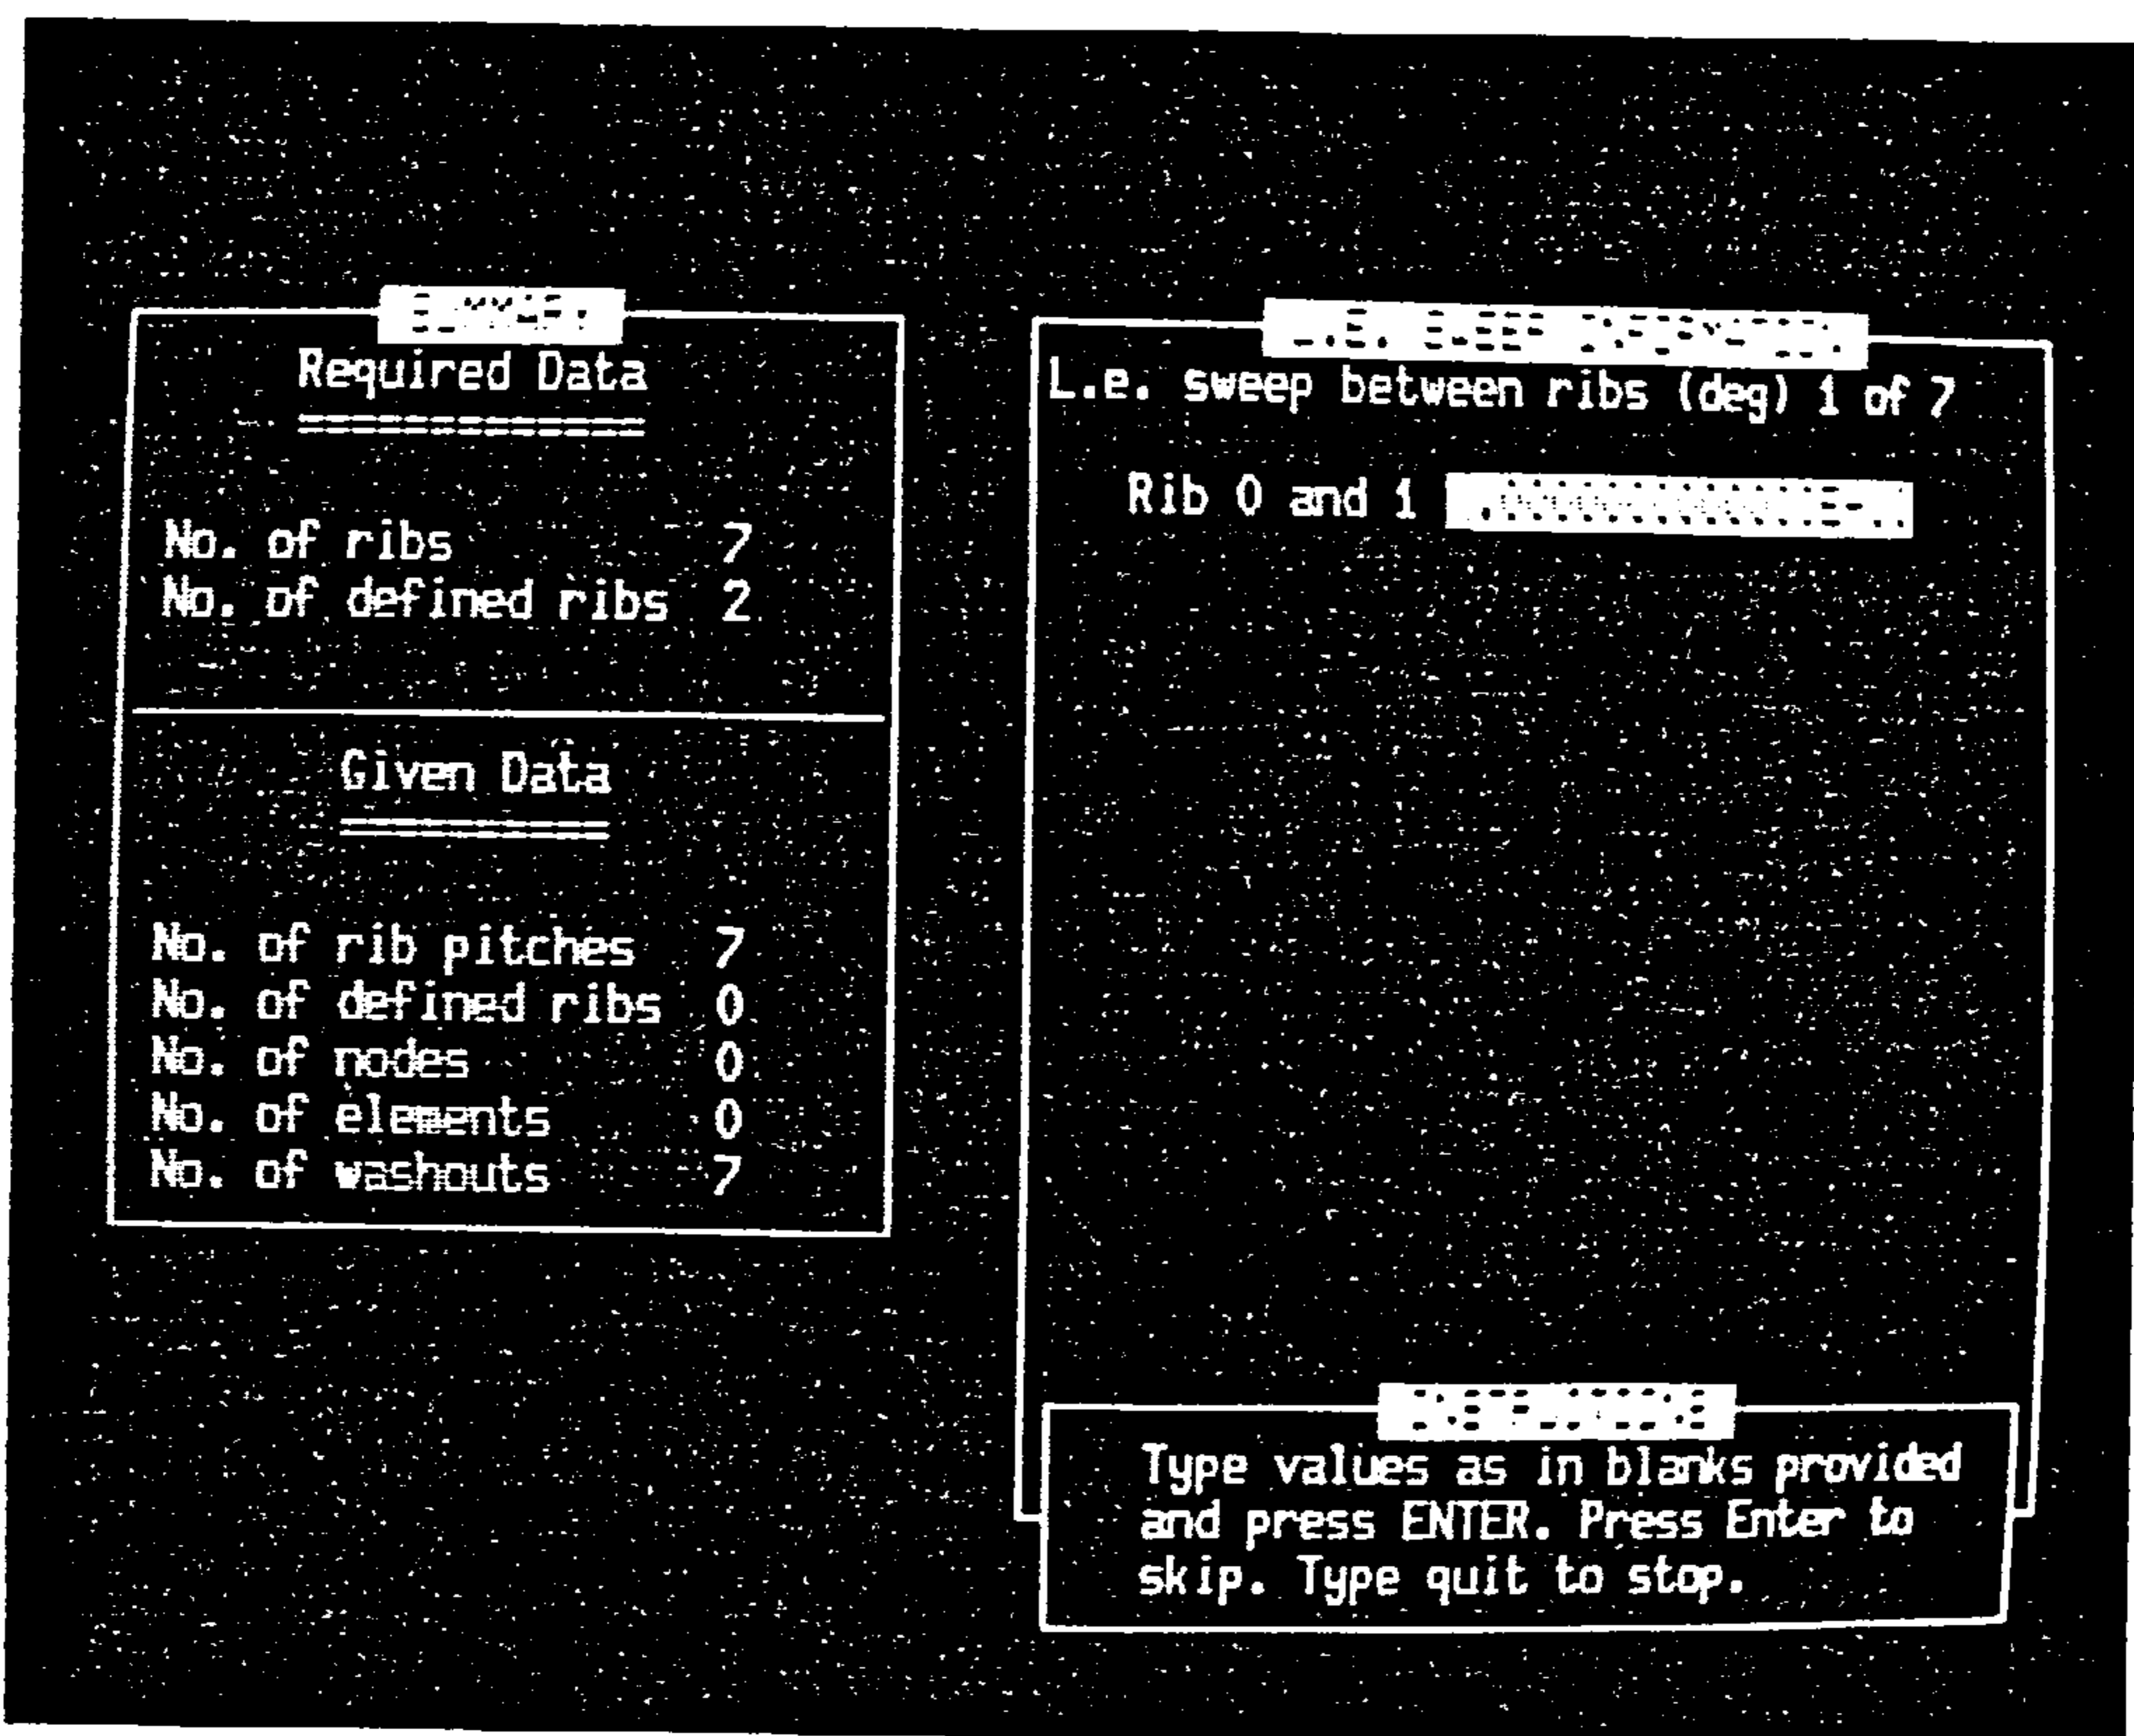 Required Data
No. of ribs 7
No. of defined ribs 2
Given Data
No. of rib pitches 7
No. of defined ribs 0
No. of nodes 0
No. of elements 0
No. of washouts 7
L.e. sweep between ribs (deg) 1 of 7
Rib 0 and 1
Type values as in blanks provided
and press ENTER. Press Enter to
skip. Type quit to stop.